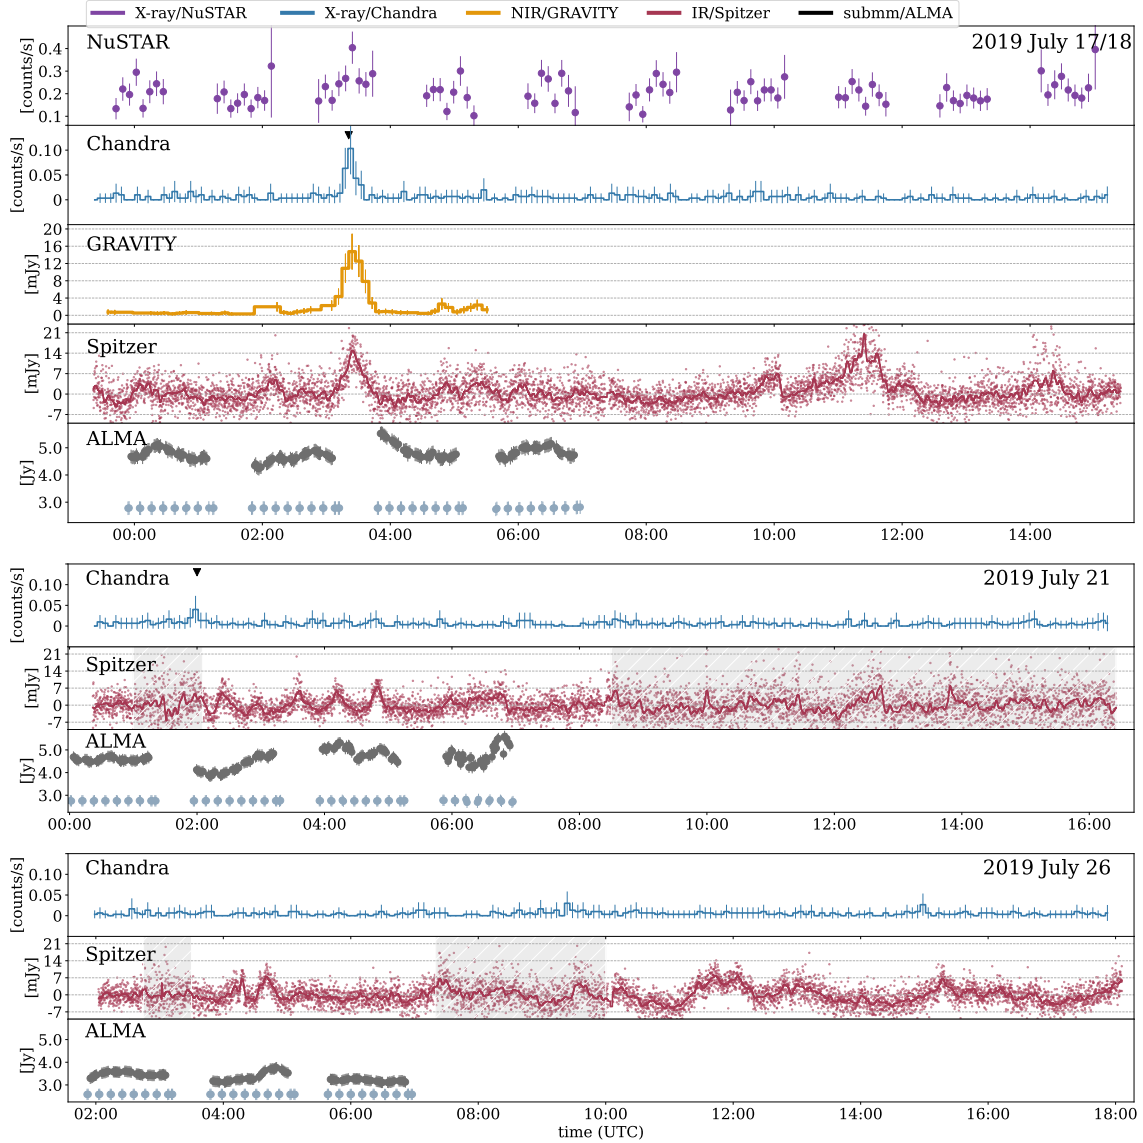 X-ray/NuSTAR X-ray/Chandra NIR/GRAVITY IR/Spitzer submm/ALMA
NuSTAR 2019 July 17/18
[counts/s]
0.4
0.3
0.2
0.1
Chandra
[counts/s]
0.10
0.05
0
GRAVITY
[mJy]
20
16
12
8
4
0
Spitzer
[mJy]
21
14
7
0
-7
ALMA
[Jy]
5.0
4.0
3.0
00:00 02:00 04:00 06:00 08:00 10:00 12:00 14:00
Chandra 2019 July 21
[counts/s]
0.10
0.05
0
Spitzer
[mJy]
21
14
7
0
-7
ALMA
[Jy]
5.0
4.0
3.0
00:00 02:00 04:00 06:00 08:00 10:00 12:00 14:00 16:00
Chandra 2019 July 26
[counts/s]
0.10
0.05
0
Spitzer
[mJy]
21
14
7
0
-7
ALMA
[Jy]
5.0
4.0
3.0
02:00 04:00 06:00 08:00 10:00 12:00 14:00 16:00 18:00
time (UTC)